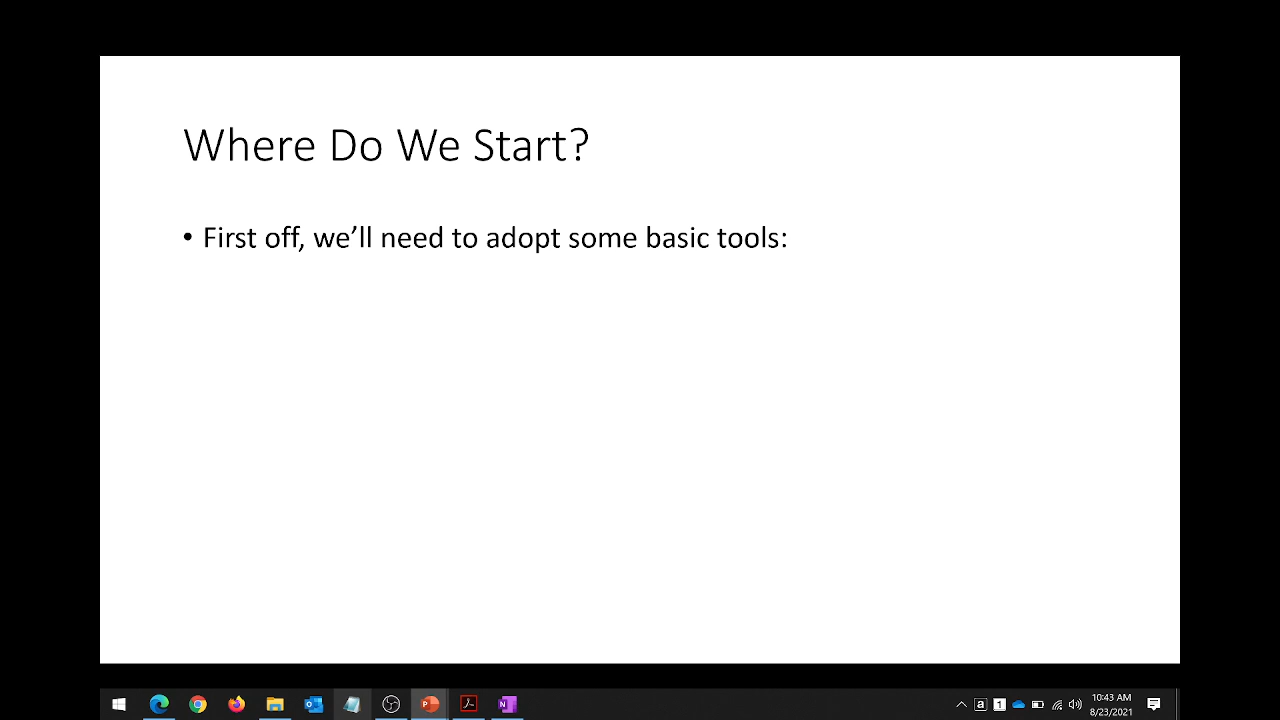 Where Do We Start?
• First off, we’ll need to adopt some basic tools:
a 1 10:43 AM
8/23/2021